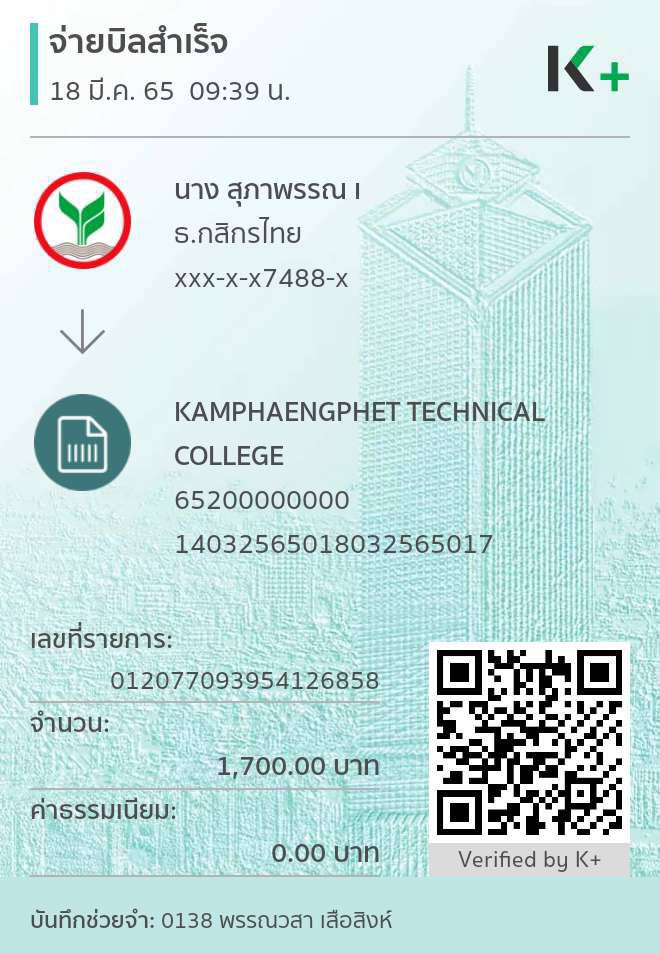 จ่ายบิลสำเร็จ
18 มี.ค. 65 09:39 น.
K+
นาง สุภาพรรณ เ
ธ.กสิกรไทย
xxx-x-x7488-x
KAMPHAENGPHET TECHNICAL
COLLEGE
65200000000
14032565018032565017
เลขที่รายการ:
012077093954126858
จำนวน:
1,700.00 บาท
ค่าธรรมเนียม:
0.00 บาท
Verified by K+
บันทึกช่วยจำ: 0138 พรรณวสา เสือสิงห์